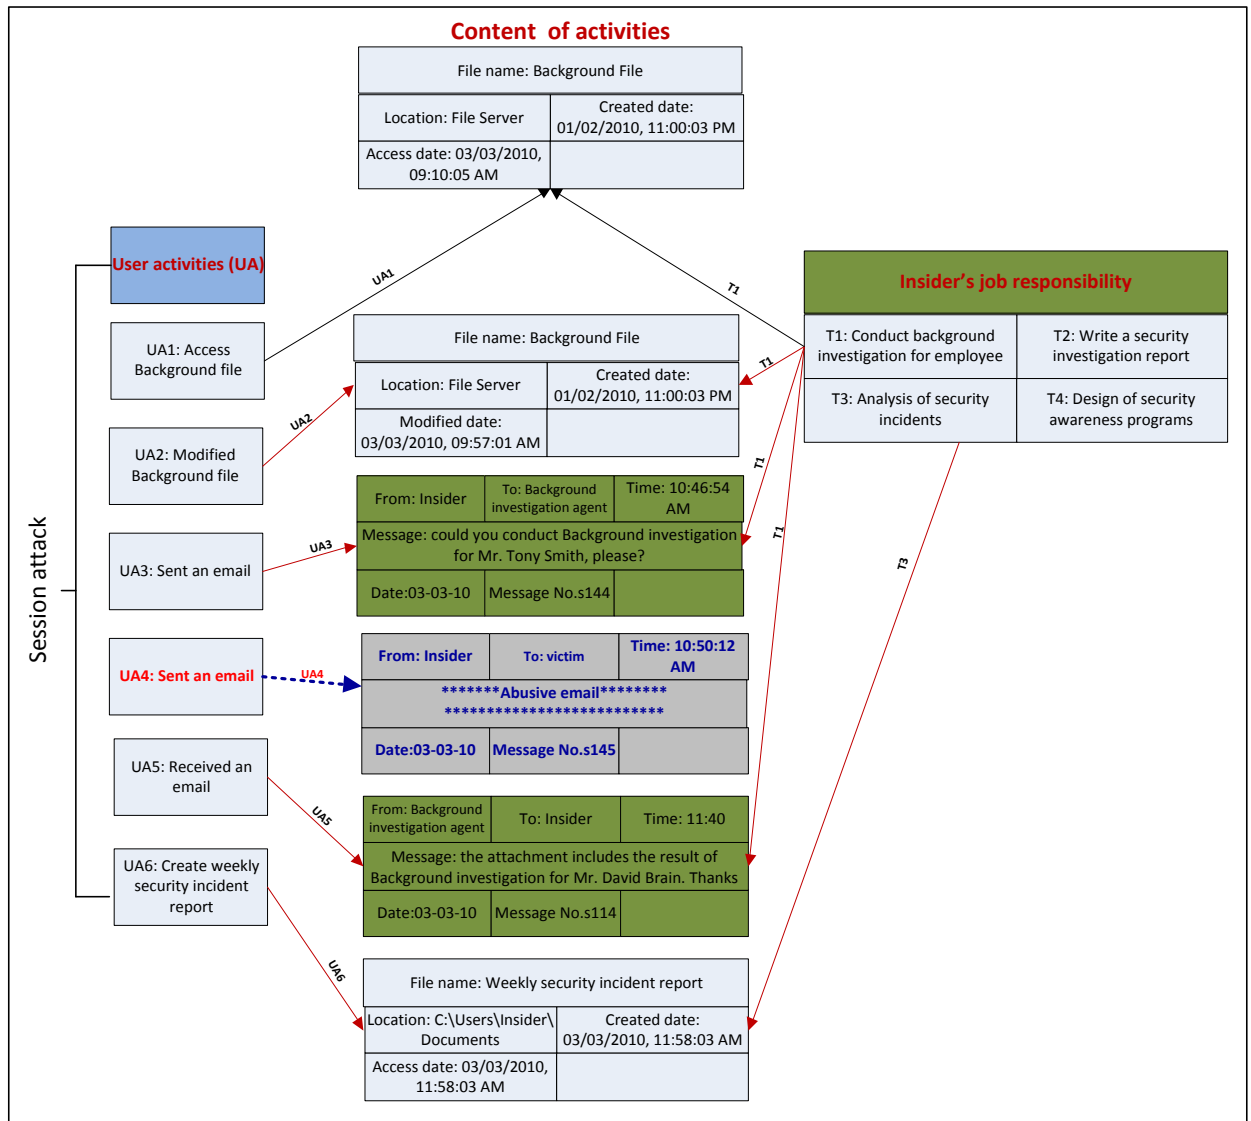 Content of activities
File name: Background File
Location: File Server
Created date:
01/02/2010, 11:00:03 PM
Access date: 03/03/2010,
09:10:05 AM
User activities (UA)
UA1
T1
Insider's job responsibility
T1: Conduct background
investigation for employee
T2: Write a security
investigation report
T3: Analysis of security
incidents
T4: Design of security
awareness programs
UA1: Access
Background file
File name: Background File
Location: File Server
Created date:
01/02/2010, 11:00:03 PM
Modified date:
03/03/2010, 09:57:01 AM
T1
UA2
UA2: Modified
Background file
T1
From: Insider
To: Background
investigation agent
Time: 10:46:54
AM
Message: could you conduct Background investigation
for Mr. Tony Smith, please?
Date:03-03-10
Message No.s144
T1
T3
UA3
UA3: Sent an email
Session attack
UA4: Sent an email
UA4
From: Insider
To: victim
Time: 10:50:12
AM
*******Abusive email********
**************************
Date:03-03-10
Message No.s145
UA5: Received an
email
UA5
From: Background
investigation agent
To: Insider
Time: 11:40
Message: the attachment includes the result of
Background investigation for Mr. David Brain. Thanks
Date:03-03-10
Message No.s114
UA6: Create weekly
security incident
report
UA6
File name: Weekly security incident report
Location: C:\Users\Insider\
Documents
Created date:
03/03/2010, 11:58:03 AM
Access date: 03/03/2010,
11:58:03 AM